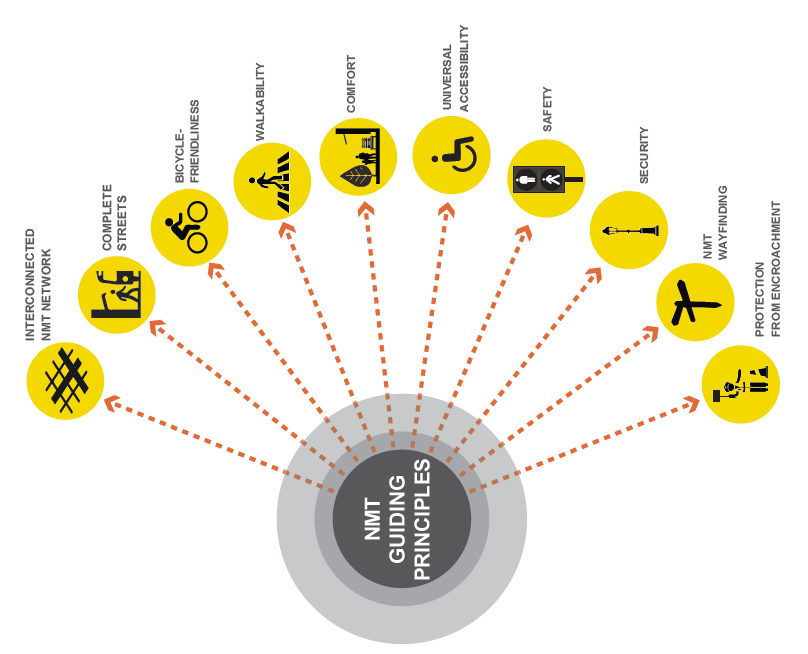 INTERCONNECTED
NMT NETWORK
COMPLETE
STREETS
BICYCLE-
FRIENDLINESS
WALKABILITY
COMFORT
UNIVERSAL
ACCESSIBILITY
SAFETY
SECURITY
NMT
WAYFINDING
PROTECTION
FROM ENCROACHMENT
NMT
GUIDING
PRINCIPLES